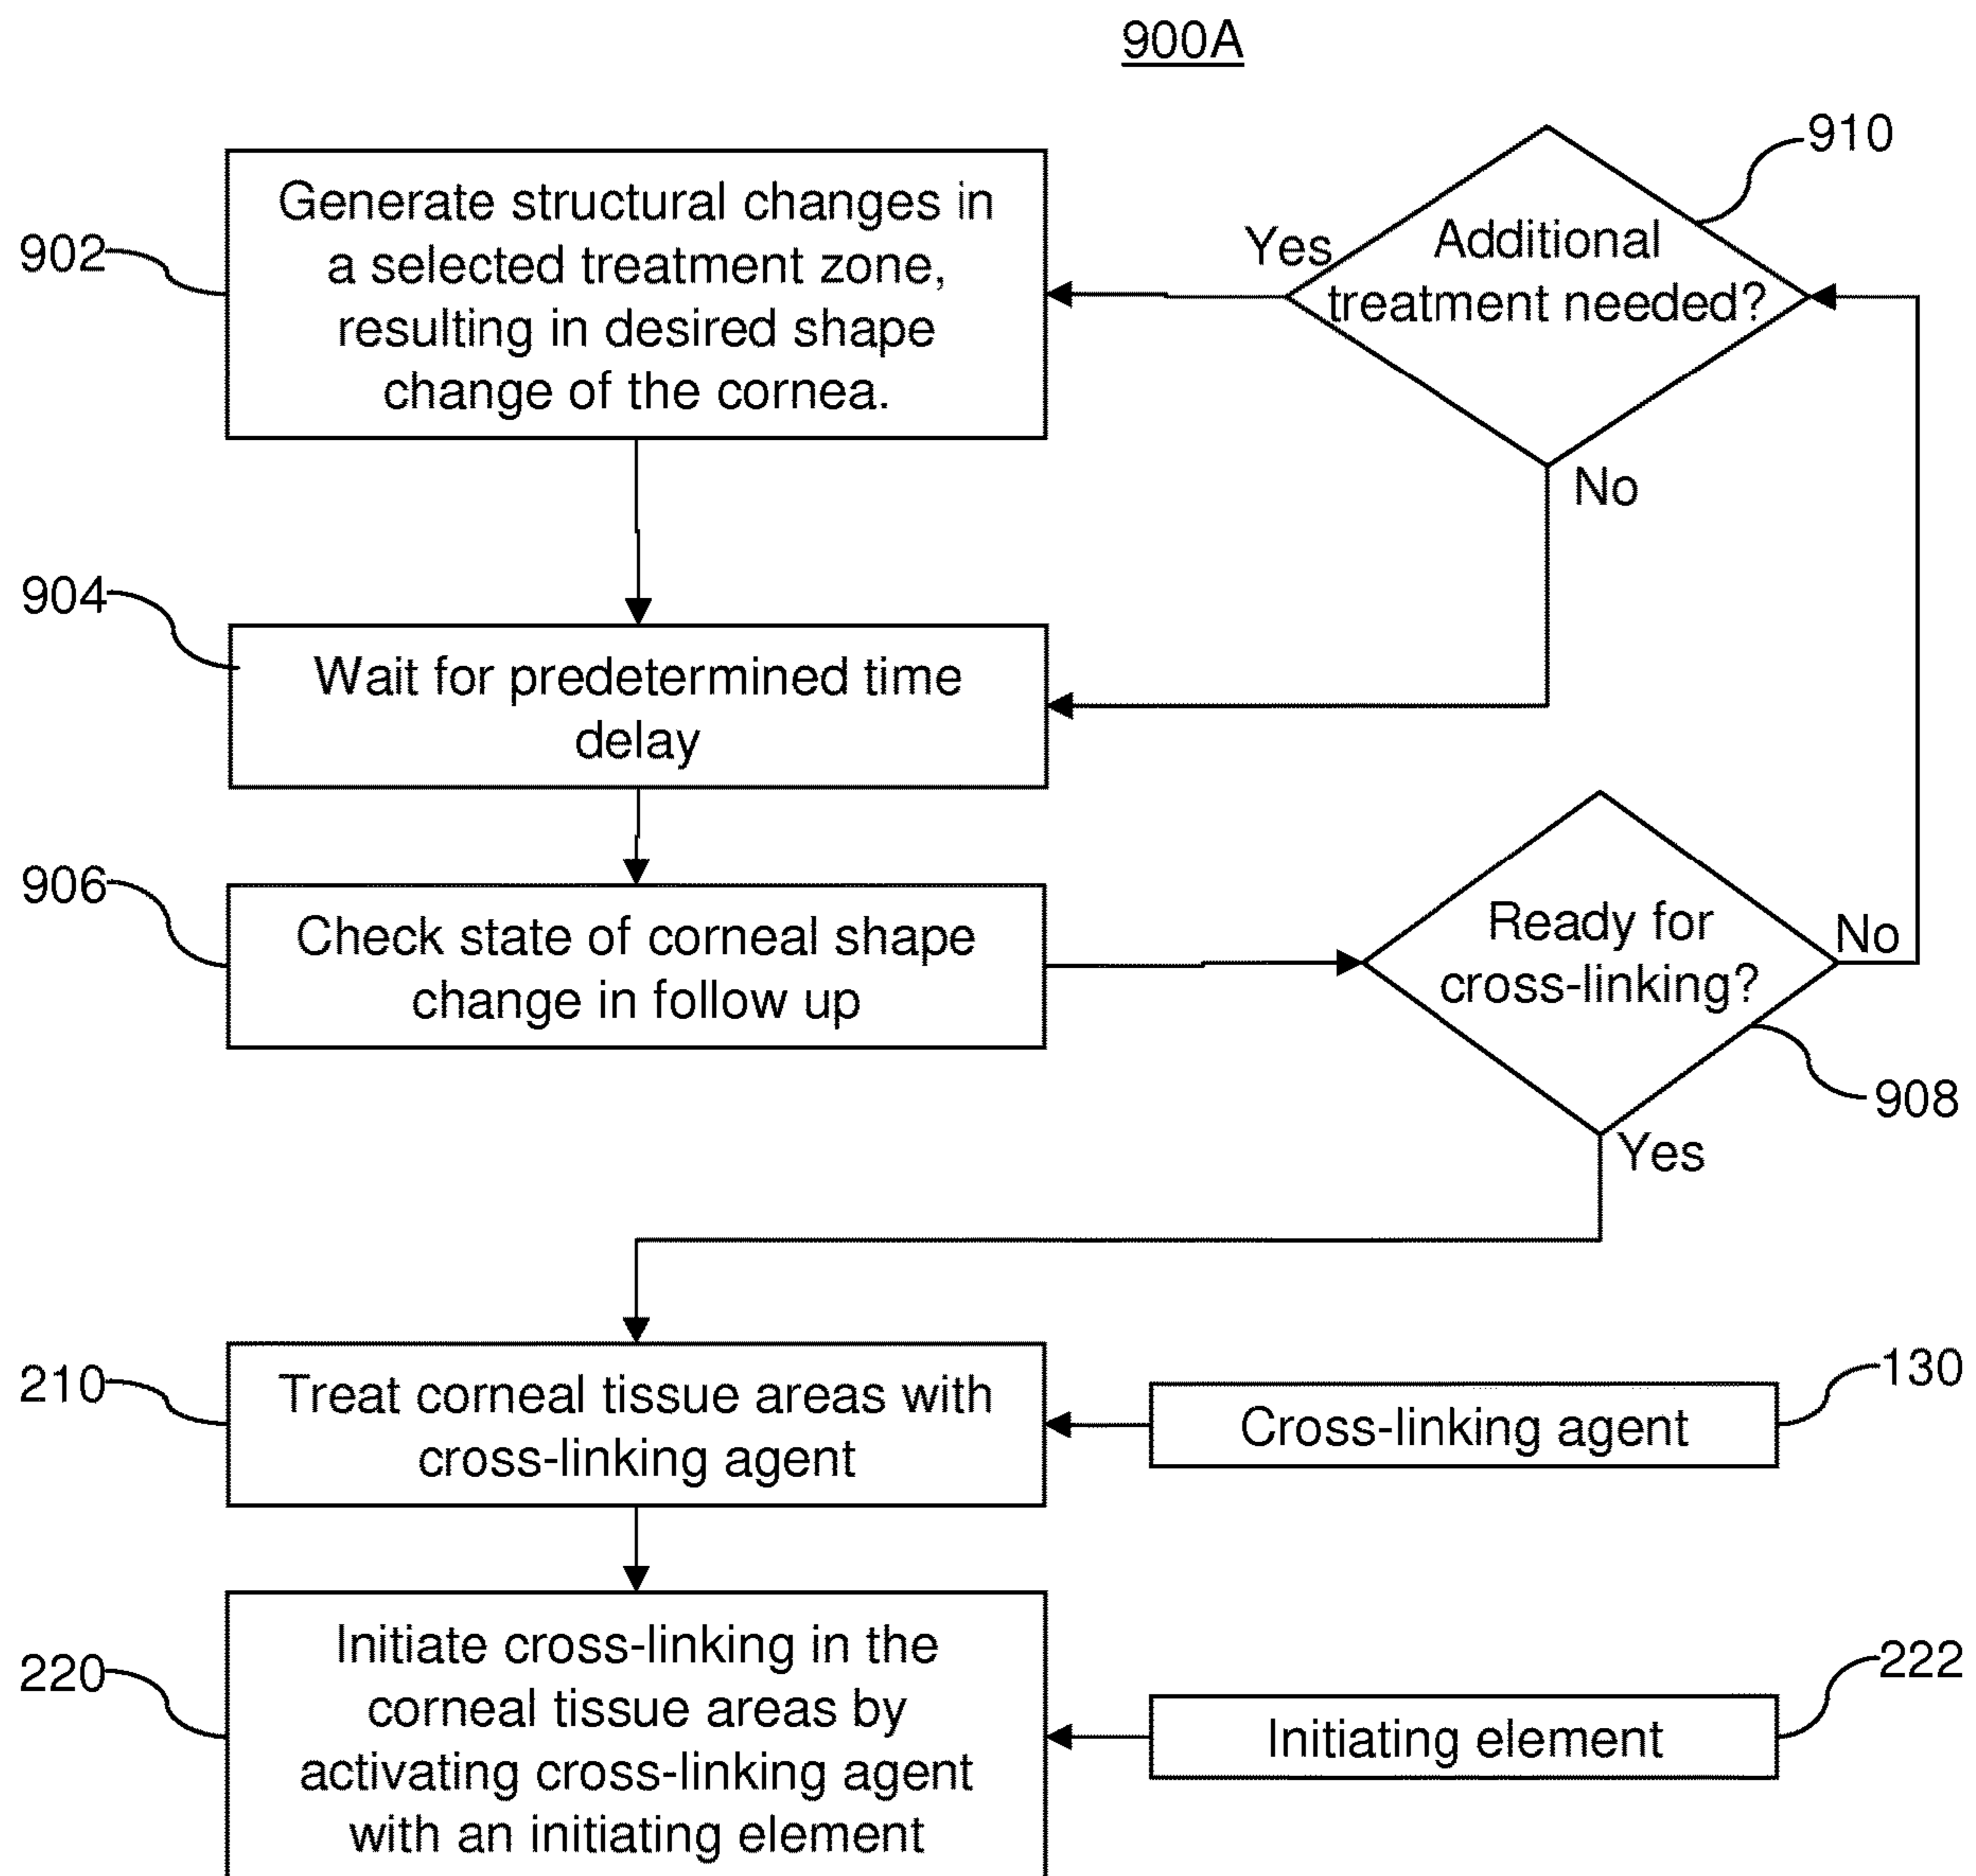 900A
910
Generate structural changes in
a selected treatment zone,
resulting in desired shape
change of the cornea.
902
Yes
Additional
treatment needed?
No
904
Wait for predetermined time
delay
906
Check state of corneal shape
change in follow up
Ready for
cross-linking?
No
908
Yes
210
Treat corneal tissue areas with
cross-linking agent
Cross-linking agent
130
220
Initiate cross-linking in the
corneal tissue areas by
activating cross-linking agent
with an initiating element
Initiating element
222